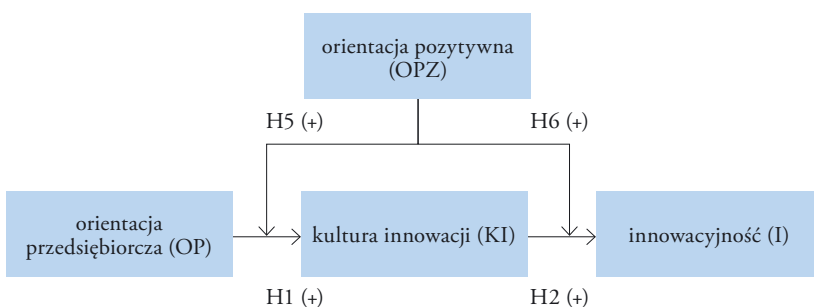 orientacja pozytywna
(OPZ)
H5 (+)
H6 (+)
orientacja
przedsiębiorcza (OP)
kultura innowacji (KI)
innowacyjność (I)
H1 (+)
H2 (+)